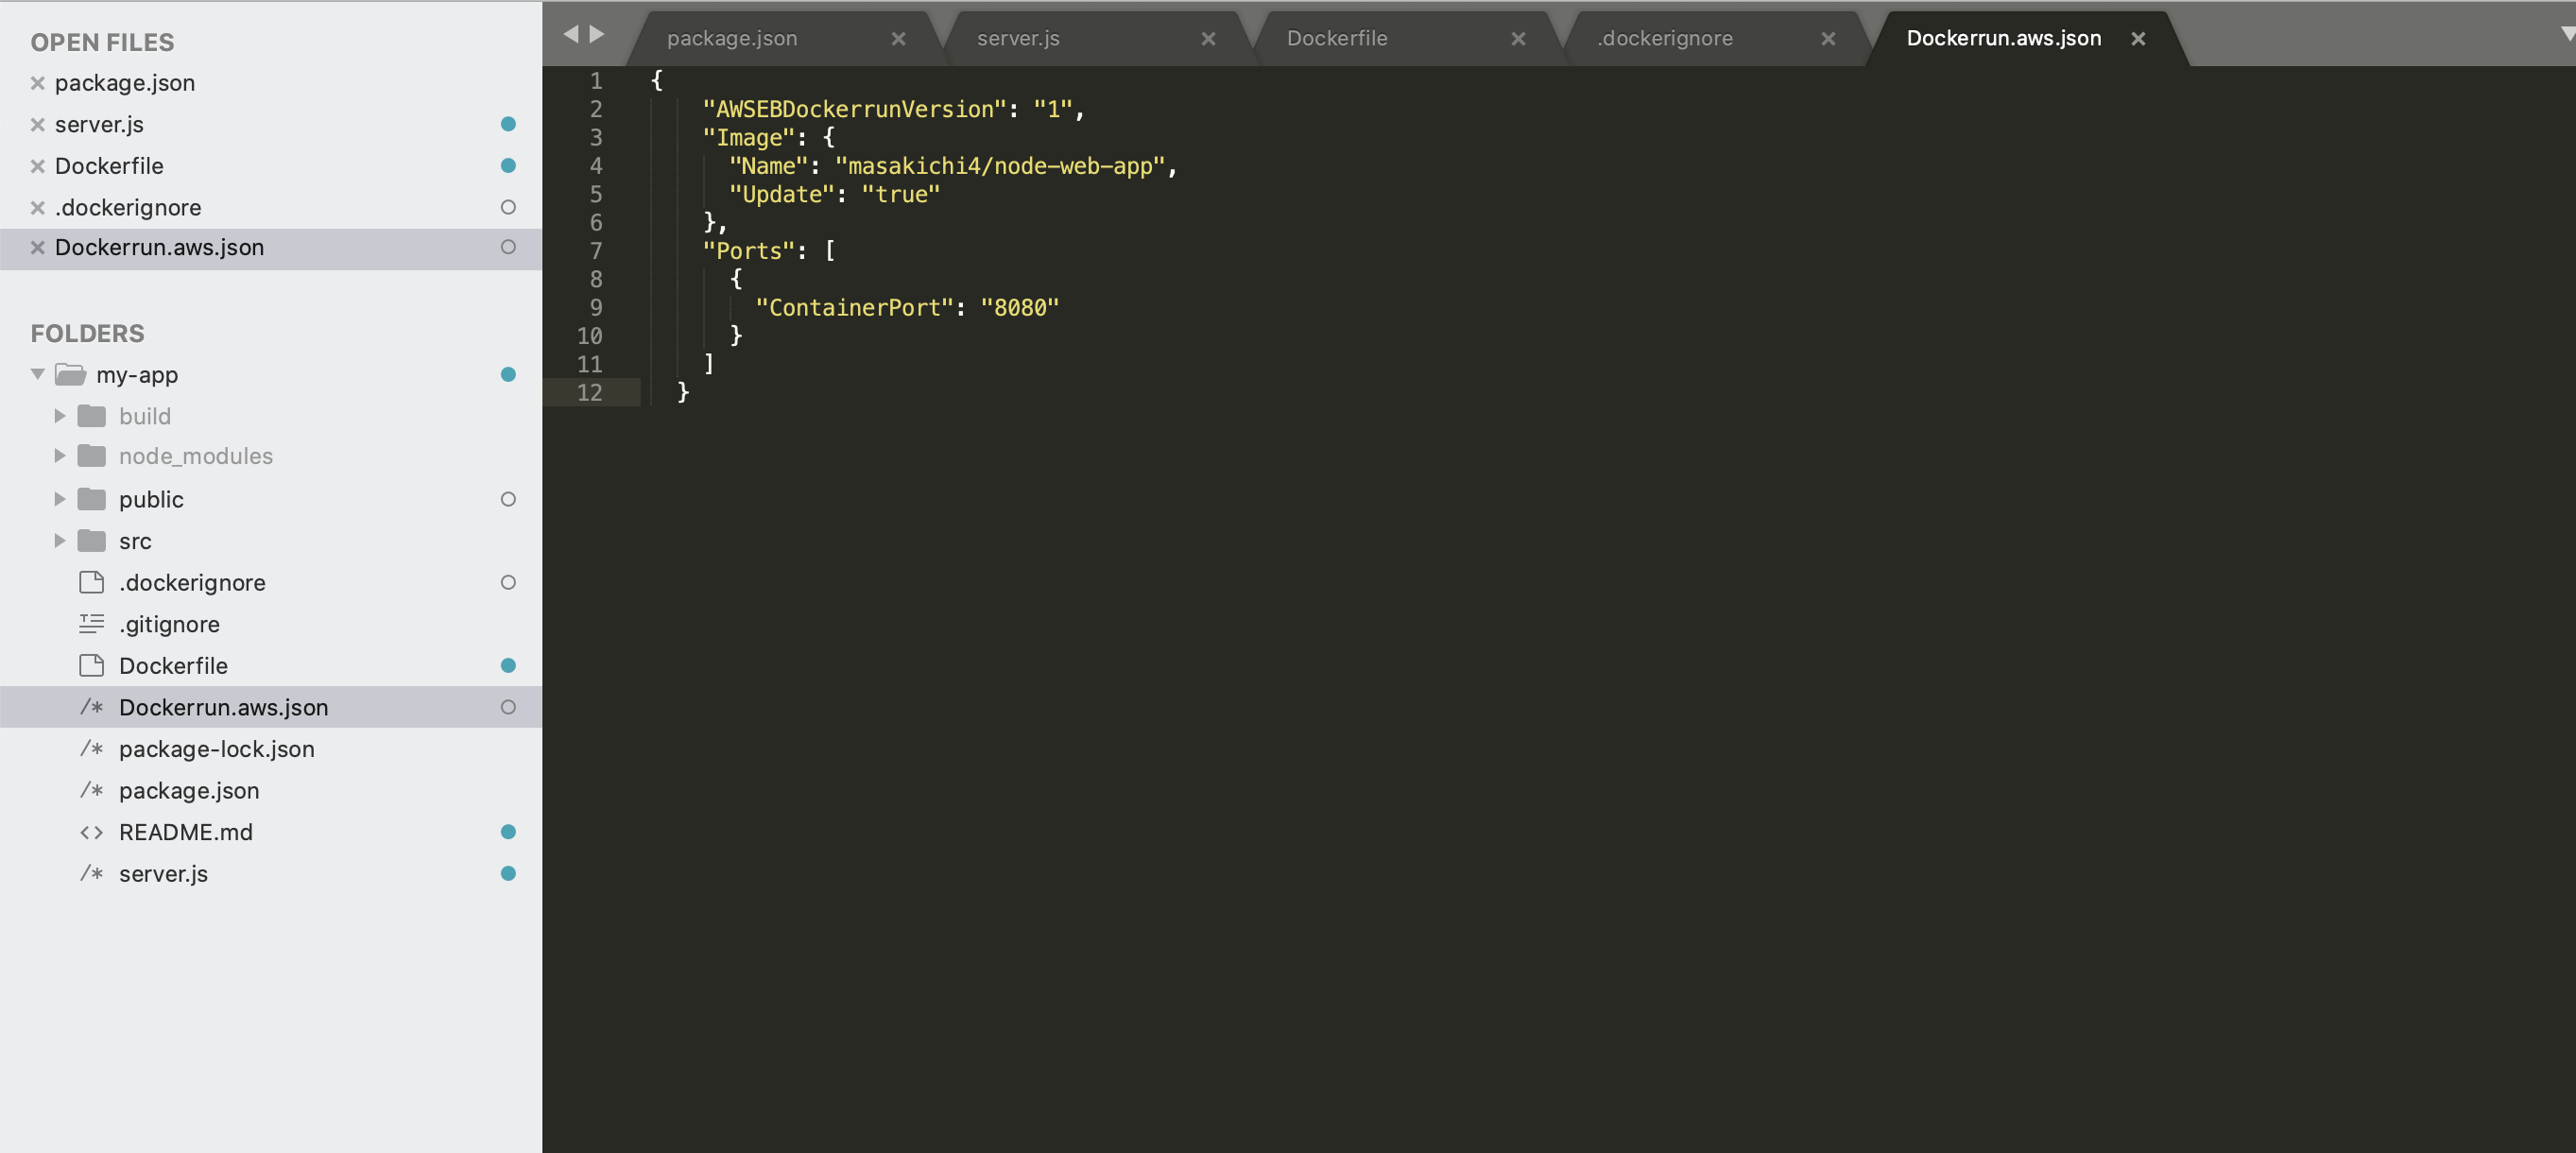 OPEN FILES
package.json
server.js
Dockerfile
.dockerignore
Dockerrun.aws.json
FOLDERS
my-app
build
node_modules
public
src
.dockerignore
.gitignore
Dockerfile
/* Dockerrun.aws.json
/* package-lock.json
/* package.json
<> README.md
/* server.js
package.json
server.js
Dockerfile
.dockerignore
Dockerrun.aws.json
1 {
2 "AWSEBDockerrunVersion": "1",
3 "Image": {
4 "Name": "masakichi4/node-web-app",
5 "Update": "true"
6 },
7 "Ports": [
8 {
9 "ContainerPort": "8080"
10 }
11 ]
12 }